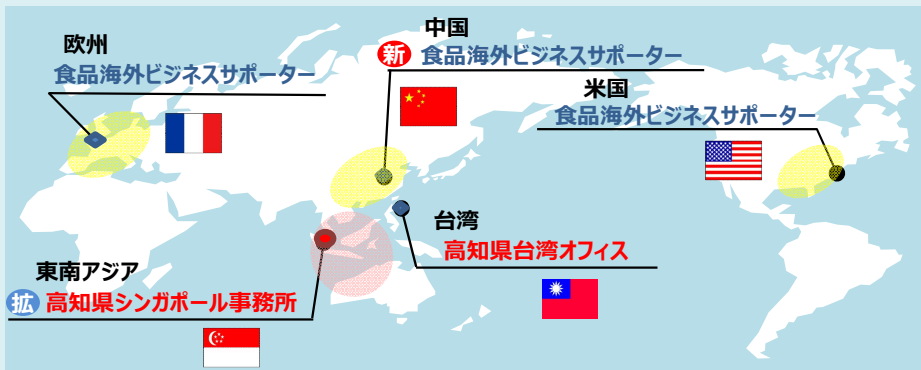 欧州
食品海外ビジネスサポーター
中国
新 食品海外ビジネスサポーター
米国
食品海外ビジネスサポーター
台湾
高知県台湾オフィス
東南アジア
拡 高知県シンガポール事務所